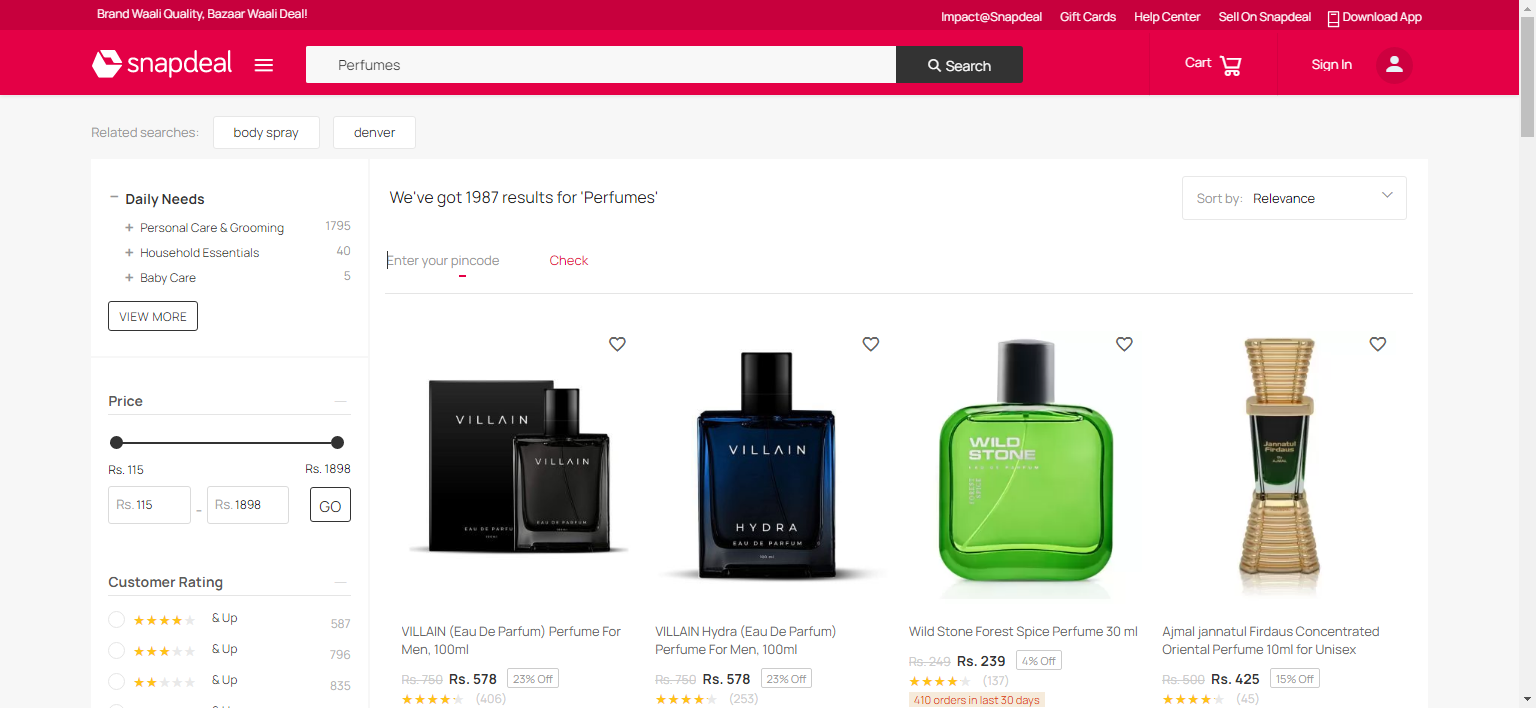 Brand Waali Quality, Bazaar Waali Deal!
Impact@Snapdeal Gift Cards Help Center Sell On Snapdeal Download App
snapdeal
Perfumes
Search
Cart
Sign In
Related searches: body spray denver
Daily Needs
Personal Care & Grooming 1795
Household Essentials 40
Baby Care 5
VIEW MORE
Price
Rs. 115 Rs. 1898
Rs. 115 - Rs. 1898 GO
Customer Rating
& Up 587
& Up 796
& Up 835
We've got 1987 results for 'Perfumes'
Sort by: Relevance
Enter your pincode Check
VILLAIN
VILLAIN
EAU DE PARFUM
VILLAIN (Eau De Parfum) Perfume For
Men, 100ml
Rs. 750 Rs. 578 23% Off
(406)
VILLAIN
HYDRA
EAU DE PARFUM
100 ml
VILLAIN Hydra (Eau De Parfum)
Perfume For Men, 100ml
Rs. 750 Rs. 578 23% Off
(253)
WILD
STONE
EAU DE PARFUM
Wild Stone Forest Spice Perfume 30 ml
Rs. 249 Rs. 239 4% Off
(137)
410 orders in last 30 days
Jannatul
Firdaus
By
AJMAL
Ajmal jannatul Firdaus Concentrated
Oriental Perfume 10ml for Unisex
Rs. 500 Rs. 425 15% Off
(45)